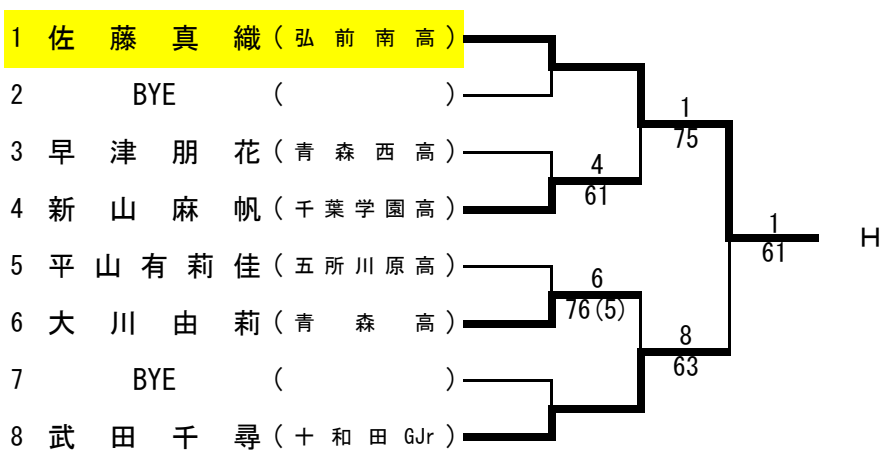 1 佐藤真織(弘前南高)
2 BYE ( )
1
75
3 早津朋花(青森西高)
4
61
4 新山麻帆(千葉学園高)
1
61
H
5 平山有莉佳(五所川原高)
6
76(5)
6 大川由莉(青森高)
8
63
7 BYE ( )
8 武田千尋(十和田GJr)